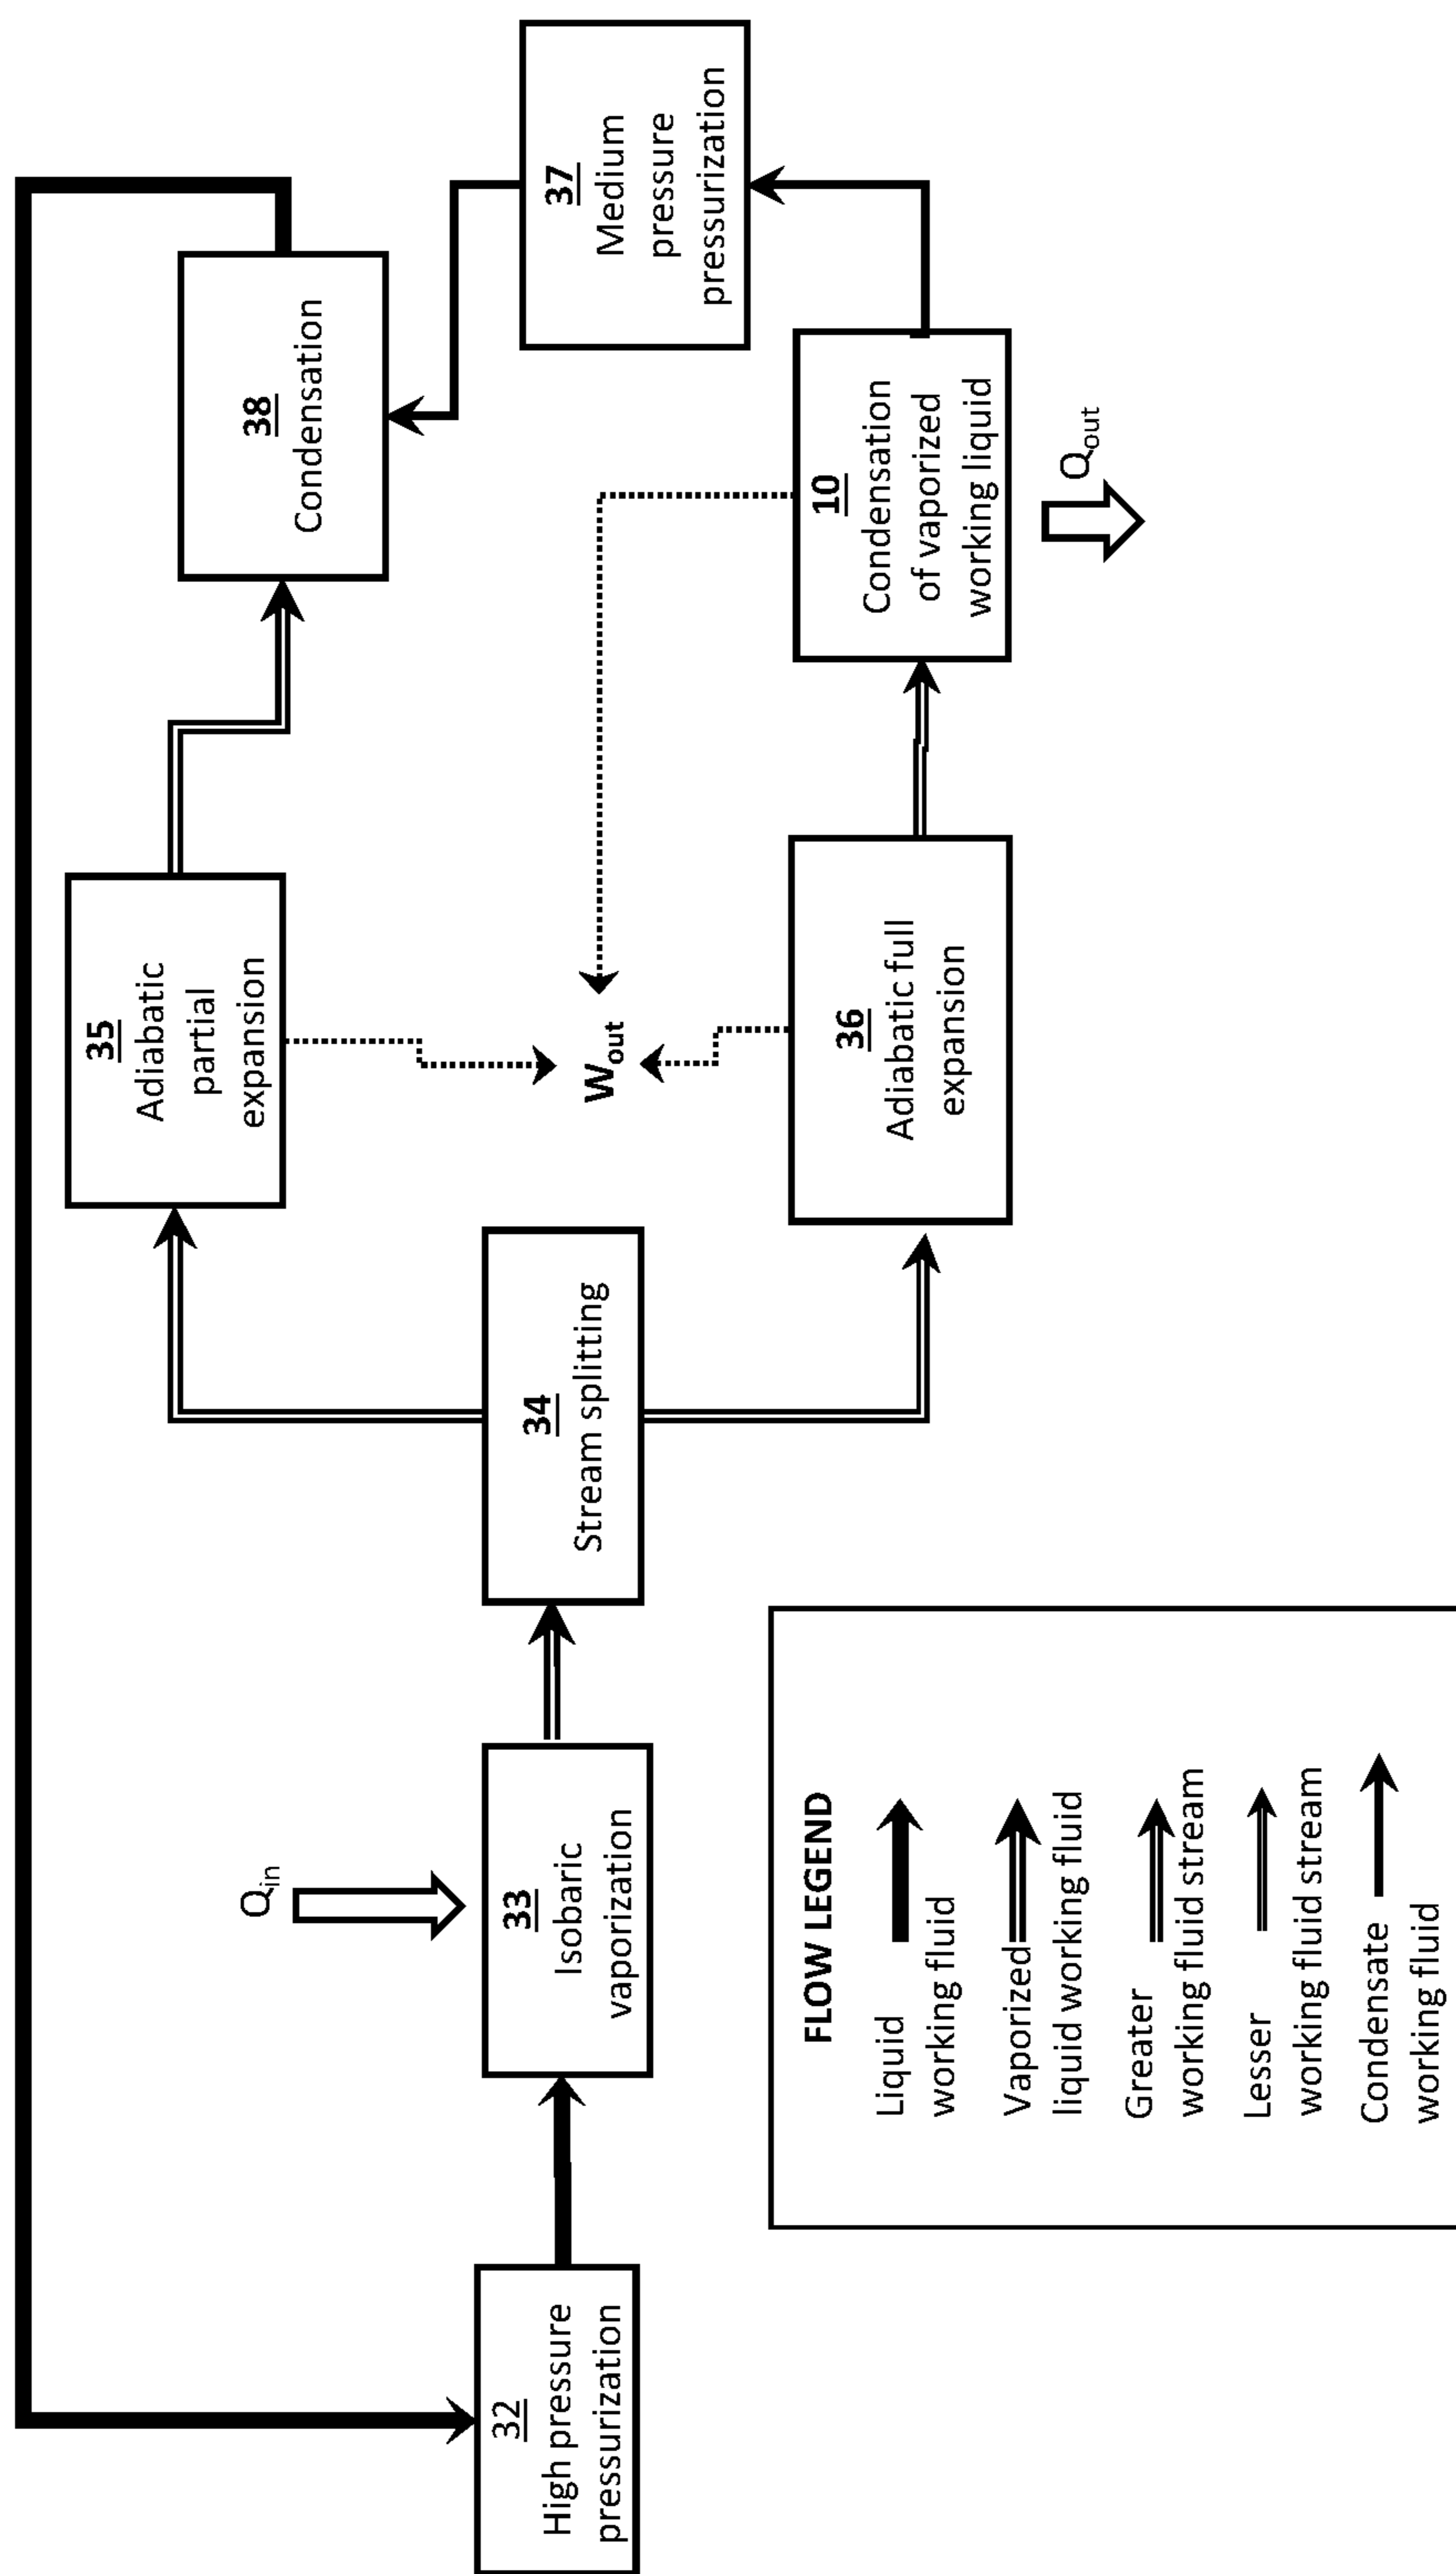 32
High pressure
pressurization
Q_in
33
Isobaric
vaporization
34
Stream splitting
35
Adiabatic
partial
expansion
W_out
36
Adiabatic full
expansion
38
Condensation
10
Condensation
of vaporized
working liquid
Q_out
37
Medium
pressure
pressurization
FLOW LEGEND
Liquid
working fluid
Vaporized
liquid working fluid
Greater
working fluid stream
Lesser
working fluid stream
Condensate
working fluid